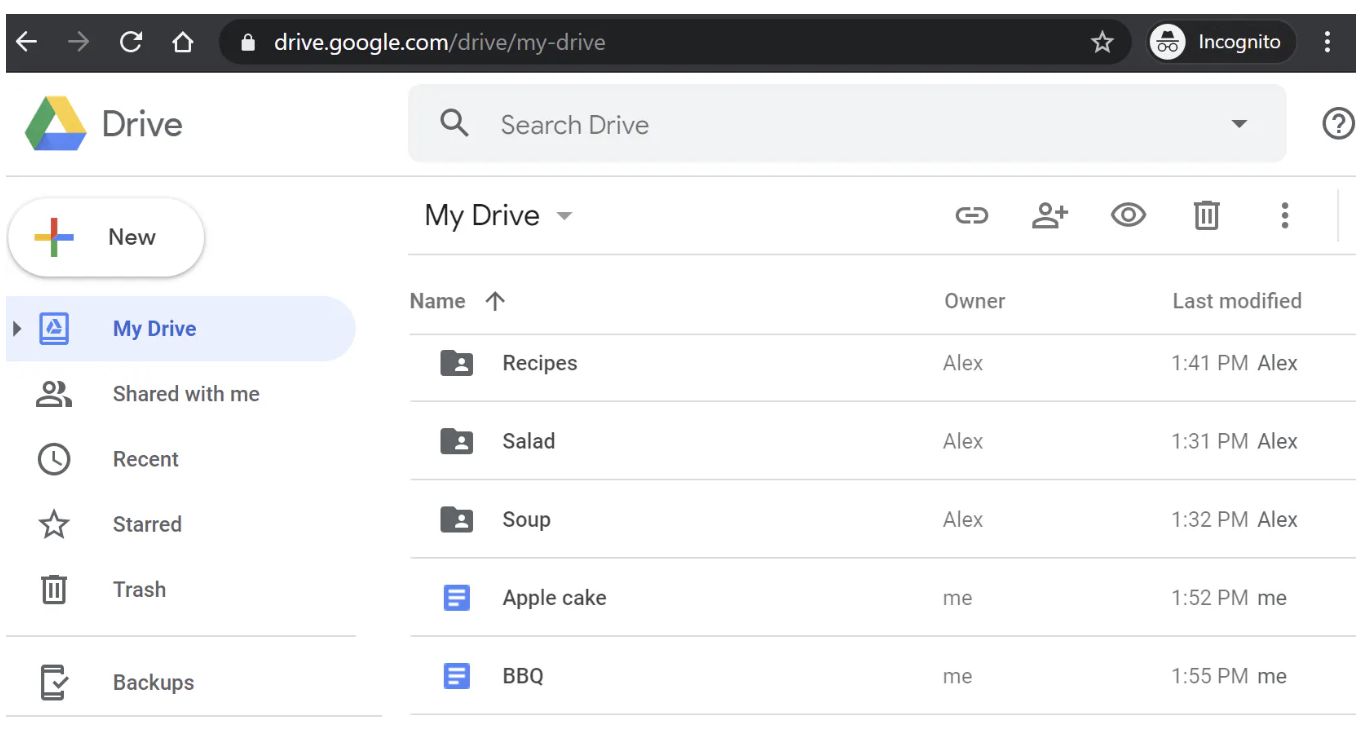 drive.google.com/drive/my-drive Incognito
Drive Search Drive
New
My Drive
Shared with me
Recent
Starred
Trash
Backups
My Drive
Name Owner Last modified
Recipes Alex 1:41 PM Alex
Salad Alex 1:31 PM Alex
Soup Alex 1:32 PM Alex
Apple cake me 1:52 PM me
BBQ me 1:55 PM me